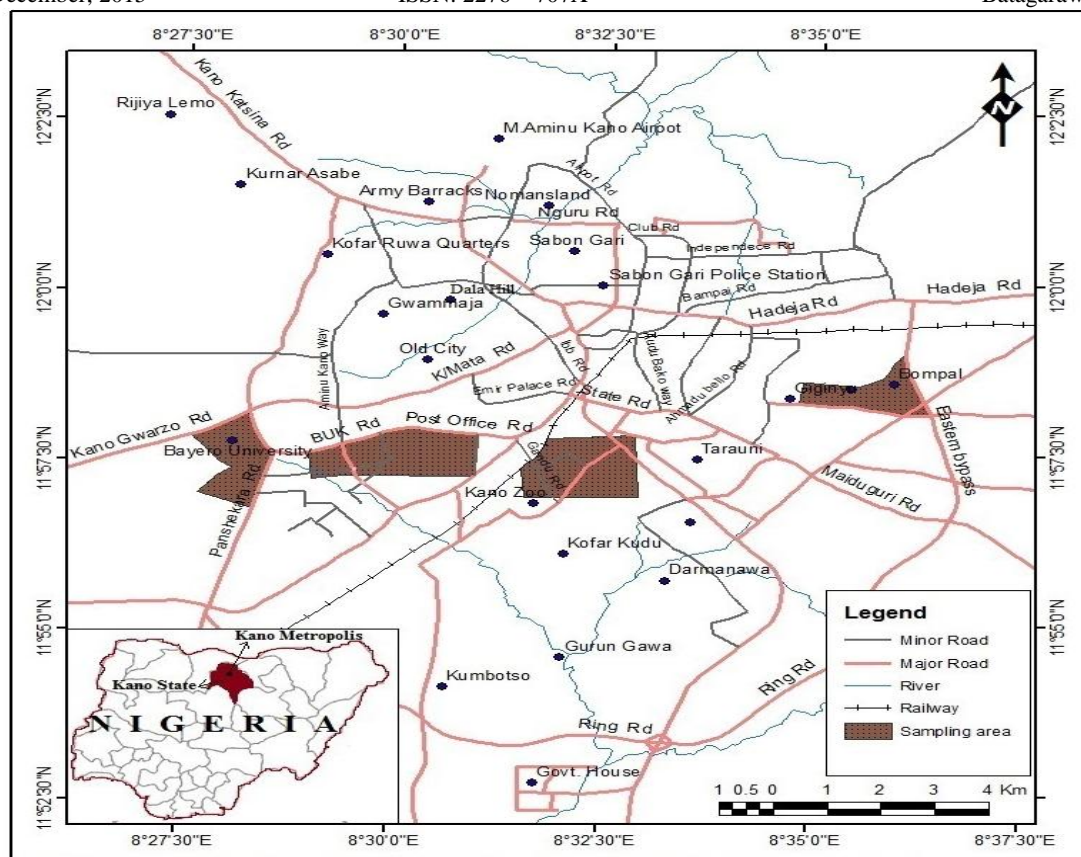 December, 2015 ISSN: 2276 – 707X Batagarawa
8°27'30"E 8°30'0"E 8°32'30"E 8°35'0"E
12°2'30"N 12°2'30"N
12°0'0"N 12°0'0"N
11°57'30"N 11°57'30"N
11°55'0"N 11°55'0"N
11°52'30"N 11°52'30"N
N
Kano Katsina Rd
Rijiya Lemo
M.Aminu Kano Airpot
Kurnar Asabe
Airpot Rd
Army Barracks
Nomansland
Nguru Rd
Club Rd
Kofar Ruwa Quarters
Sabon Gari
Independece Rd
Sabon Gari Police Station
Dala Hill
Bampai Rd
Gwammaja
Hadeja Rd
Hadeja Rd
Old City
K/Mata Rd
Ibb Rd
Aminu Kano Way
Emir Palace Rd
State Rd
Audu Bako way
Ahmadu bello Rd
Giginy
Bompal
Eastern bypass
Kano Gwarzo Rd
BUK Rd
Post Office Rd
Bayero University
Gandu Rd
Tarauni
Panshekara Rd
Maiduguri Rd
Kano Zoo
Kofar Kudu
Darmanawa
Gurun Gawa
Kumbotso
Ring Rd
Ring Rd
Govt. House
Kano Metropolis
Kano State
NIGERIA
Legend
Minor Road
Major Road
River
Railway
Sampling area
1 0.5 0 1 2 3 4 Km
8°27'30"E 8°30'0"E 8°32'30"E 8°35'0"E 8°37'30"E